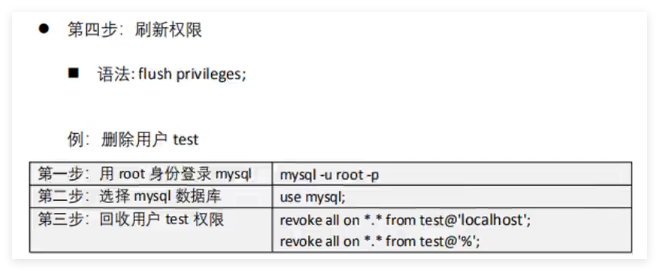 ● 第四步：刷新权限
■ 语法: flush privileges;
例：删除用户 test
第一步：用 root 身份登录 mysql mysql -u root -p
第二步：选择 mysql 数据库 use mysql;
第三步：回收用户 test 权限 revoke all on *.* from test@'localhost';
revoke all on *.* from test@'%';